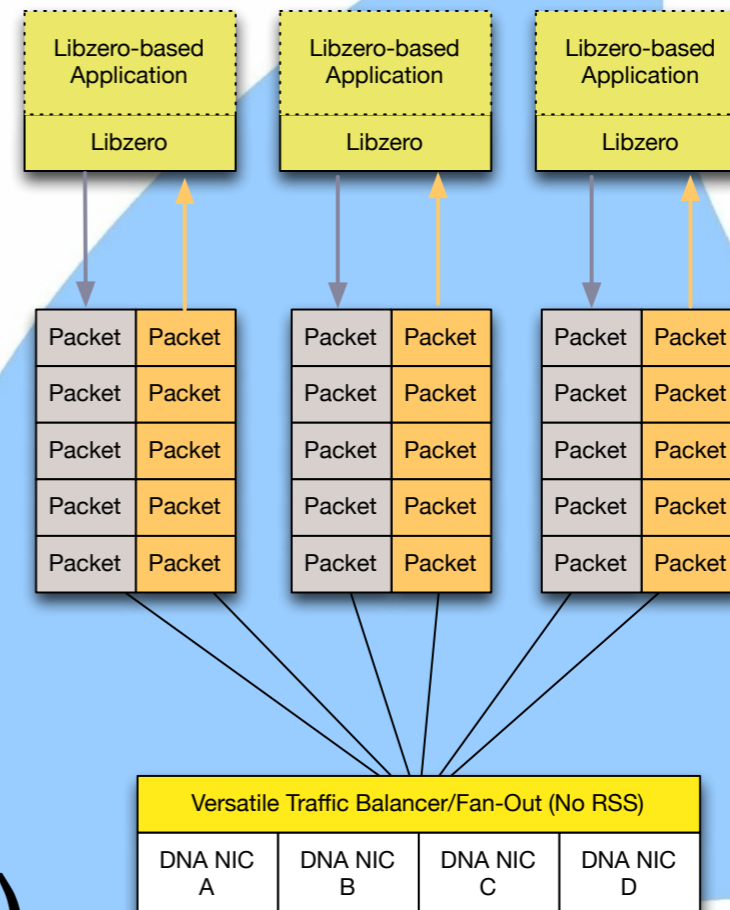 Libzero-based Application
Libzero-based Application
Libzero-based Application
Libzero
Libzero
Libzero
Packet Packet Packet Packet Packet Packet
Packet Packet Packet Packet Packet Packet
Packet Packet Packet Packet Packet Packet
Packet Packet Packet Packet Packet Packet
Packet Packet Packet Packet Packet Packet
Versatile Traffic Balancer/Fan-Out (No RSS)
DNA NIC A
DNA NIC B
DNA NIC C
DNA NIC D
)